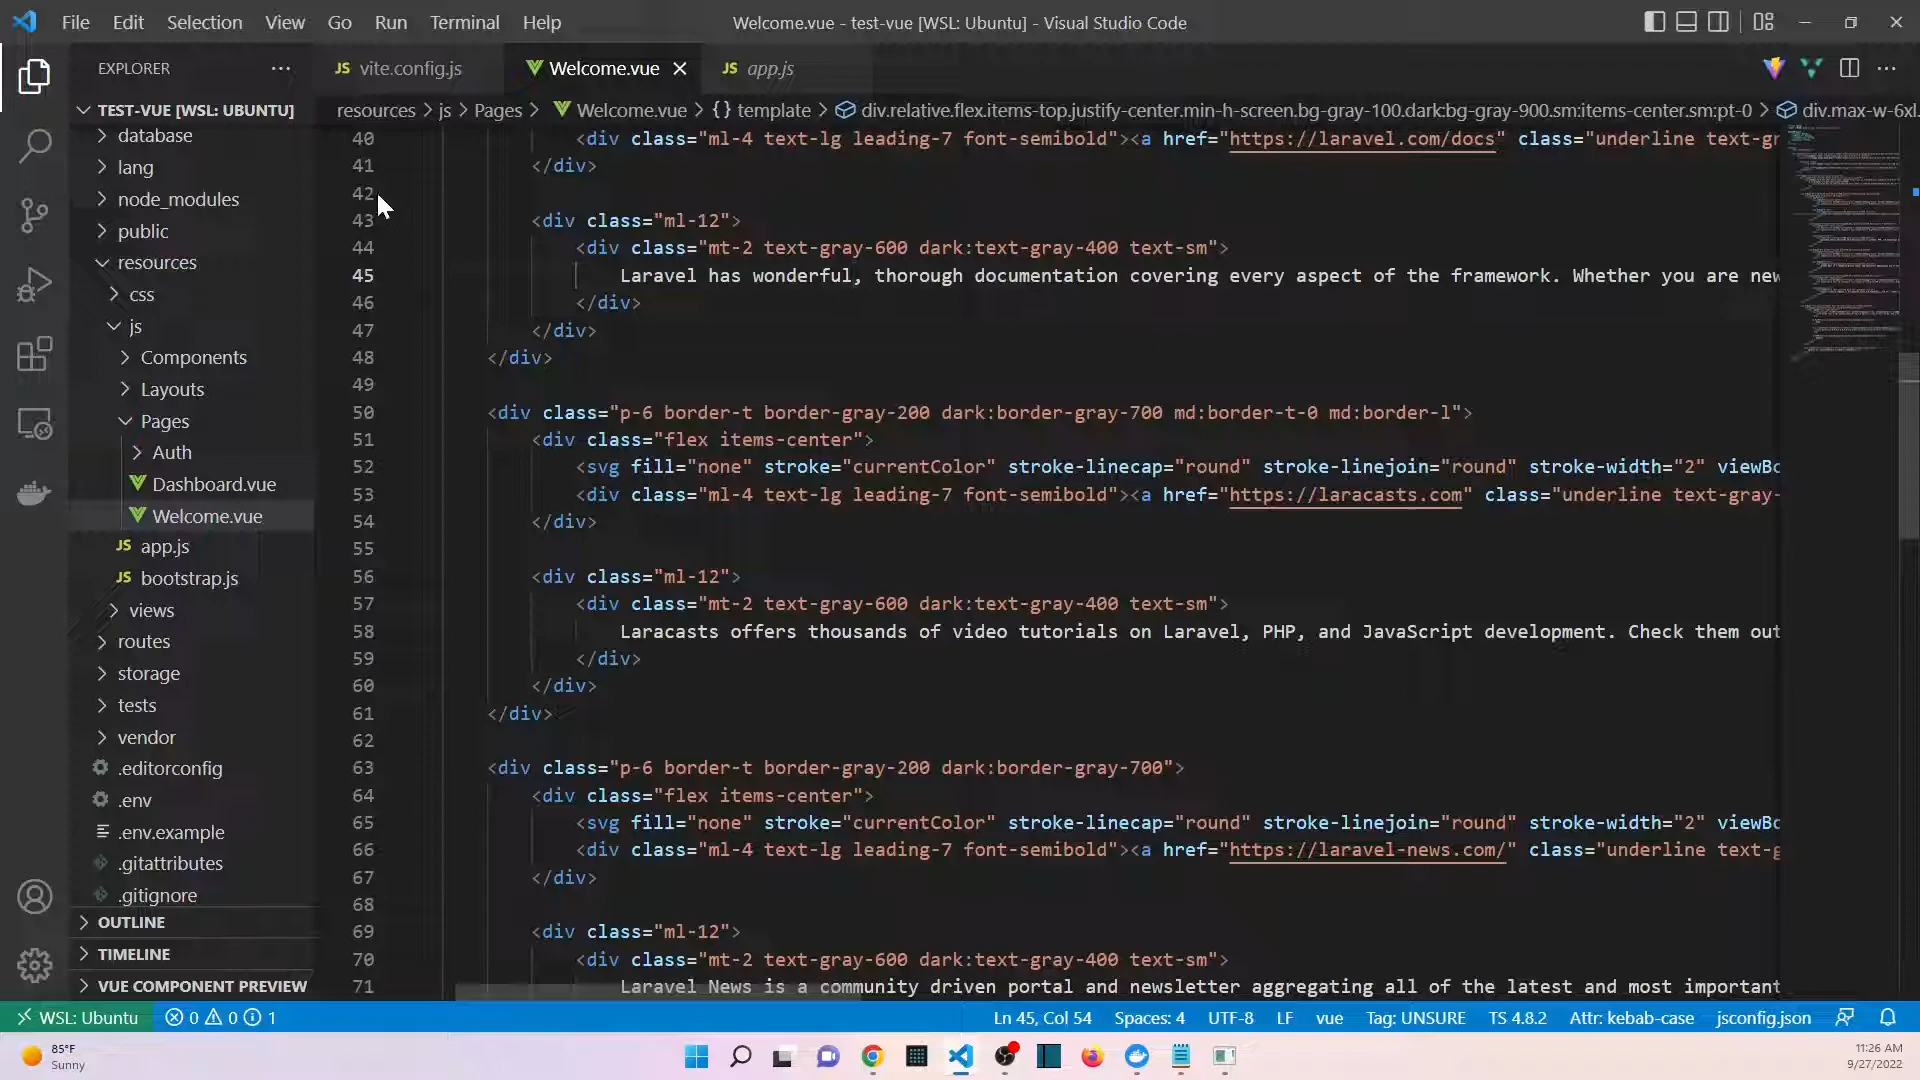 File Edit Selection View Go Run Terminal Help
Welcome.vue - test-vue [WSL: Ubuntu] - Visual Studio Code
EXPLORER
JS vite.config.js
Welcome.vue
JS app.js
TEST-VUE [WSL: UBUNTU]
resources > js > Pages > Welcome.vue > {} template > div.relative.flex.items-top.justify-center.min-h-screen.bg-gray-100.dark:bg-gray-900.sm:items-center.sm:pt-0 > div.max-w-6xl.
database
lang
node_modules
public
resources
css
js
Components
Layouts
Pages
Auth
Dashboard.vue
Welcome.vue
JS app.js
JS bootstrap.js
views
routes
storage
tests
vendor
.editorconfig
.env
.env.example
.gitattributes
.gitignore
OUTLINE
TIMELINE
VUE COMPONENT PREVIEW
40 <div class="ml-4 text-lg leading-7 font-semibold"><a href="https://laravel.com/docs" class="underline text-gr
41 </div>
42
43 <div class="ml-12">
44 <div class="mt-2 text-gray-600 dark:text-gray-400 text-sm">
45 Laravel has wonderful, thorough documentation covering every aspect of the framework. Whether you are new
46 </div>
47 </div>
48 </div>
49
50 <div class="p-6 border-t border-gray-200 dark:border-gray-700 md:border-t-0 md:border-l">
51 <div class="flex items-center">
52 <svg fill="none" stroke="currentColor" stroke-linecap="round" stroke-linejoin="round" stroke-width="2" viewBo
53 <div class="ml-4 text-lg leading-7 font-semibold"><a href="https://laracasts.com" class="underline text-gray-
54 </div>
55
56 <div class="ml-12">
57 <div class="mt-2 text-gray-600 dark:text-gray-400 text-sm">
58 Laracasts offers thousands of video tutorials on Laravel, PHP, and JavaScript development. Check them out
59 </div>
60 </div>
61 </div>
62
63 <div class="p-6 border-t border-gray-200 dark:border-gray-700">
64 <div class="flex items-center">
65 <svg fill="none" stroke="currentColor" stroke-linecap="round" stroke-linejoin="round" stroke-width="2" viewBo
66 <div class="ml-4 text-lg leading-7 font-semibold"><a href="https://laravel-news.com/" class="underline text-g
67 </div>
68
69 <div class="ml-12">
70 <div class="mt-2 text-gray-600 dark:text-gray-400 text-sm">
71 Laravel News is a community driven portal and newsletter aggregating all of the latest and most important
WSL: Ubuntu 0 0 1
Ln 45, Col 54 Spaces: 4 UTF-8 LF vue Tag: UNSURE TS 4.8.2 Attr: kebab-case jsconfig.json
85°F
Sunny
11:26 AM
9/27/2022